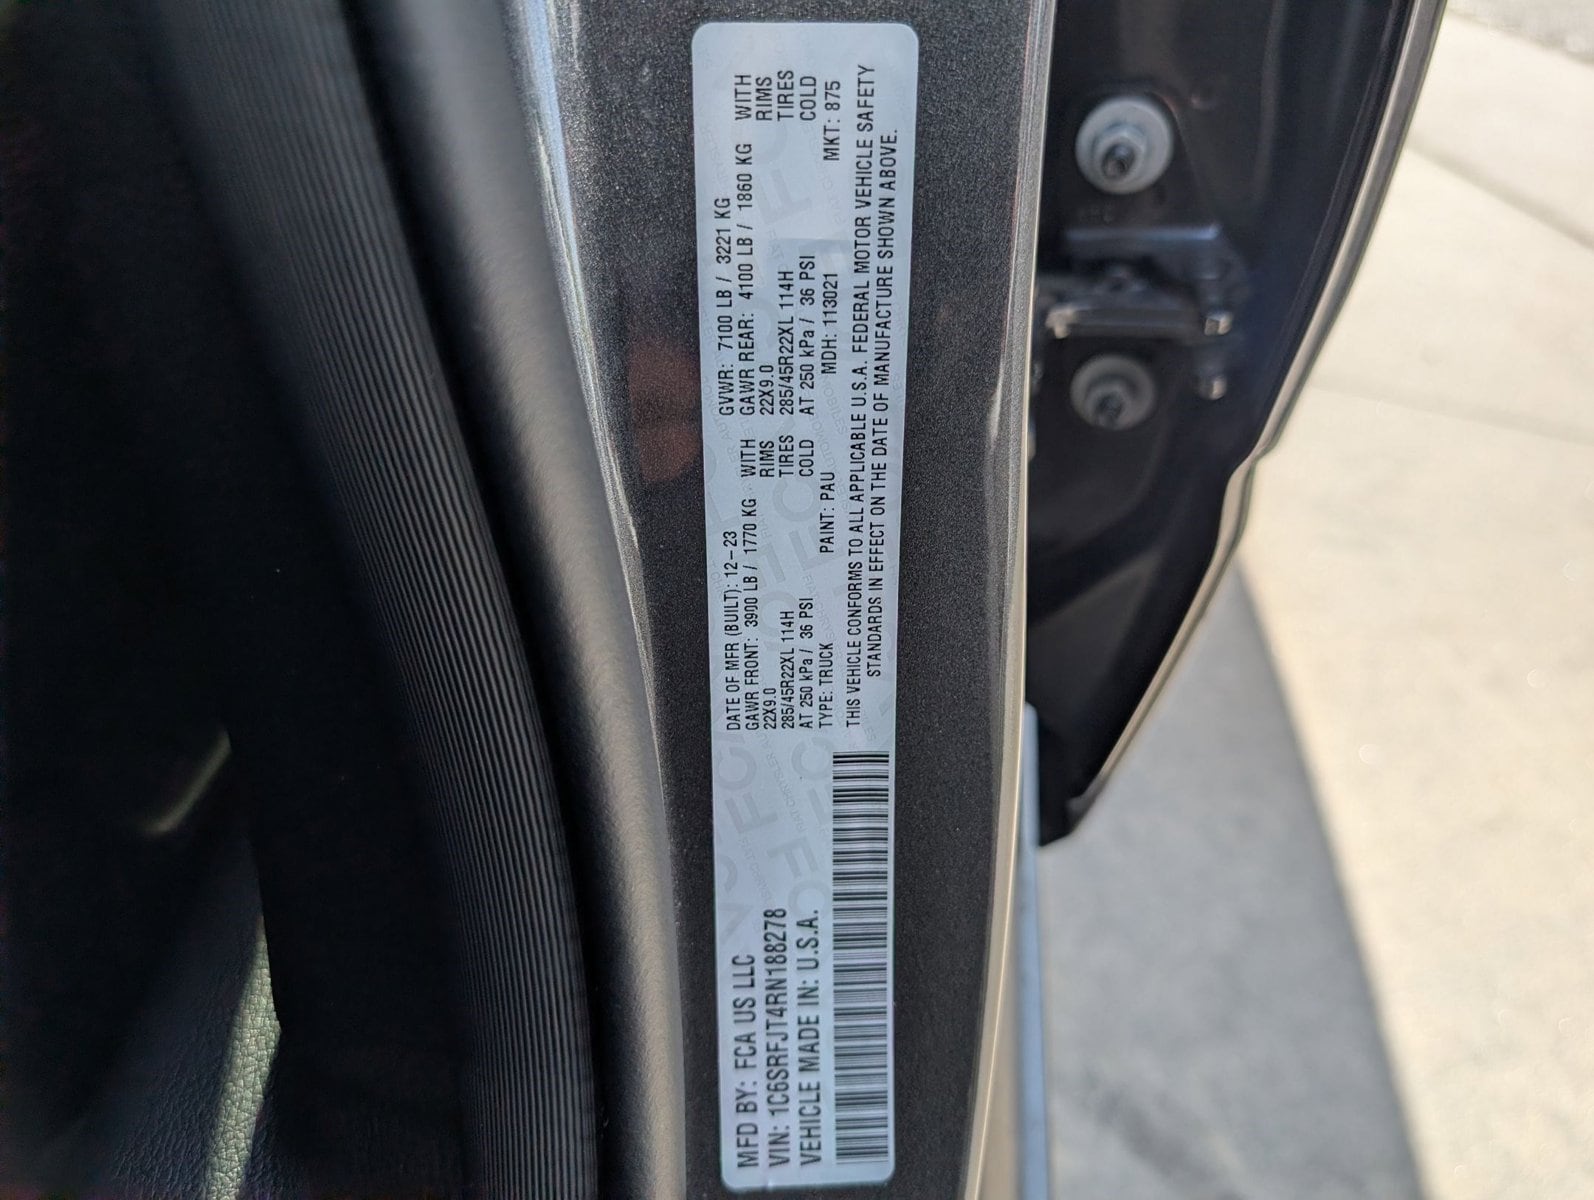 MFD BY: FCA US LLC
VIN: 1C6SRFJT4RN188278
VEHICLE MADE IN: U.S.A.
DATE OF MFR (BUILT): 12-23 GVWR: 7100 LB / 3221 KG
GAWR FRONT: 3900 LB / 1770 KG WITH GAWR REAR: 4100 LB / 1860 KG WITH
22X9.0 RIMS 22X9.0 RIMS
285/45R22XL 114H TIRES 285/45R22XL 114H TIRES
AT 250 kPa / 36 PSI COLD AT 250 kPa / 36 PSI COLD
TYPE: TRUCK PAINT: PAU MDH: 113021 MKT: 875
THIS VEHICLE CONFORMS TO ALL APPLICABLE U.S.A. FEDERAL MOTOR VEHICLE SAFETY
STANDARDS IN EFFECT ON THE DATE OF MANUFACTURE SHOWN ABOVE.